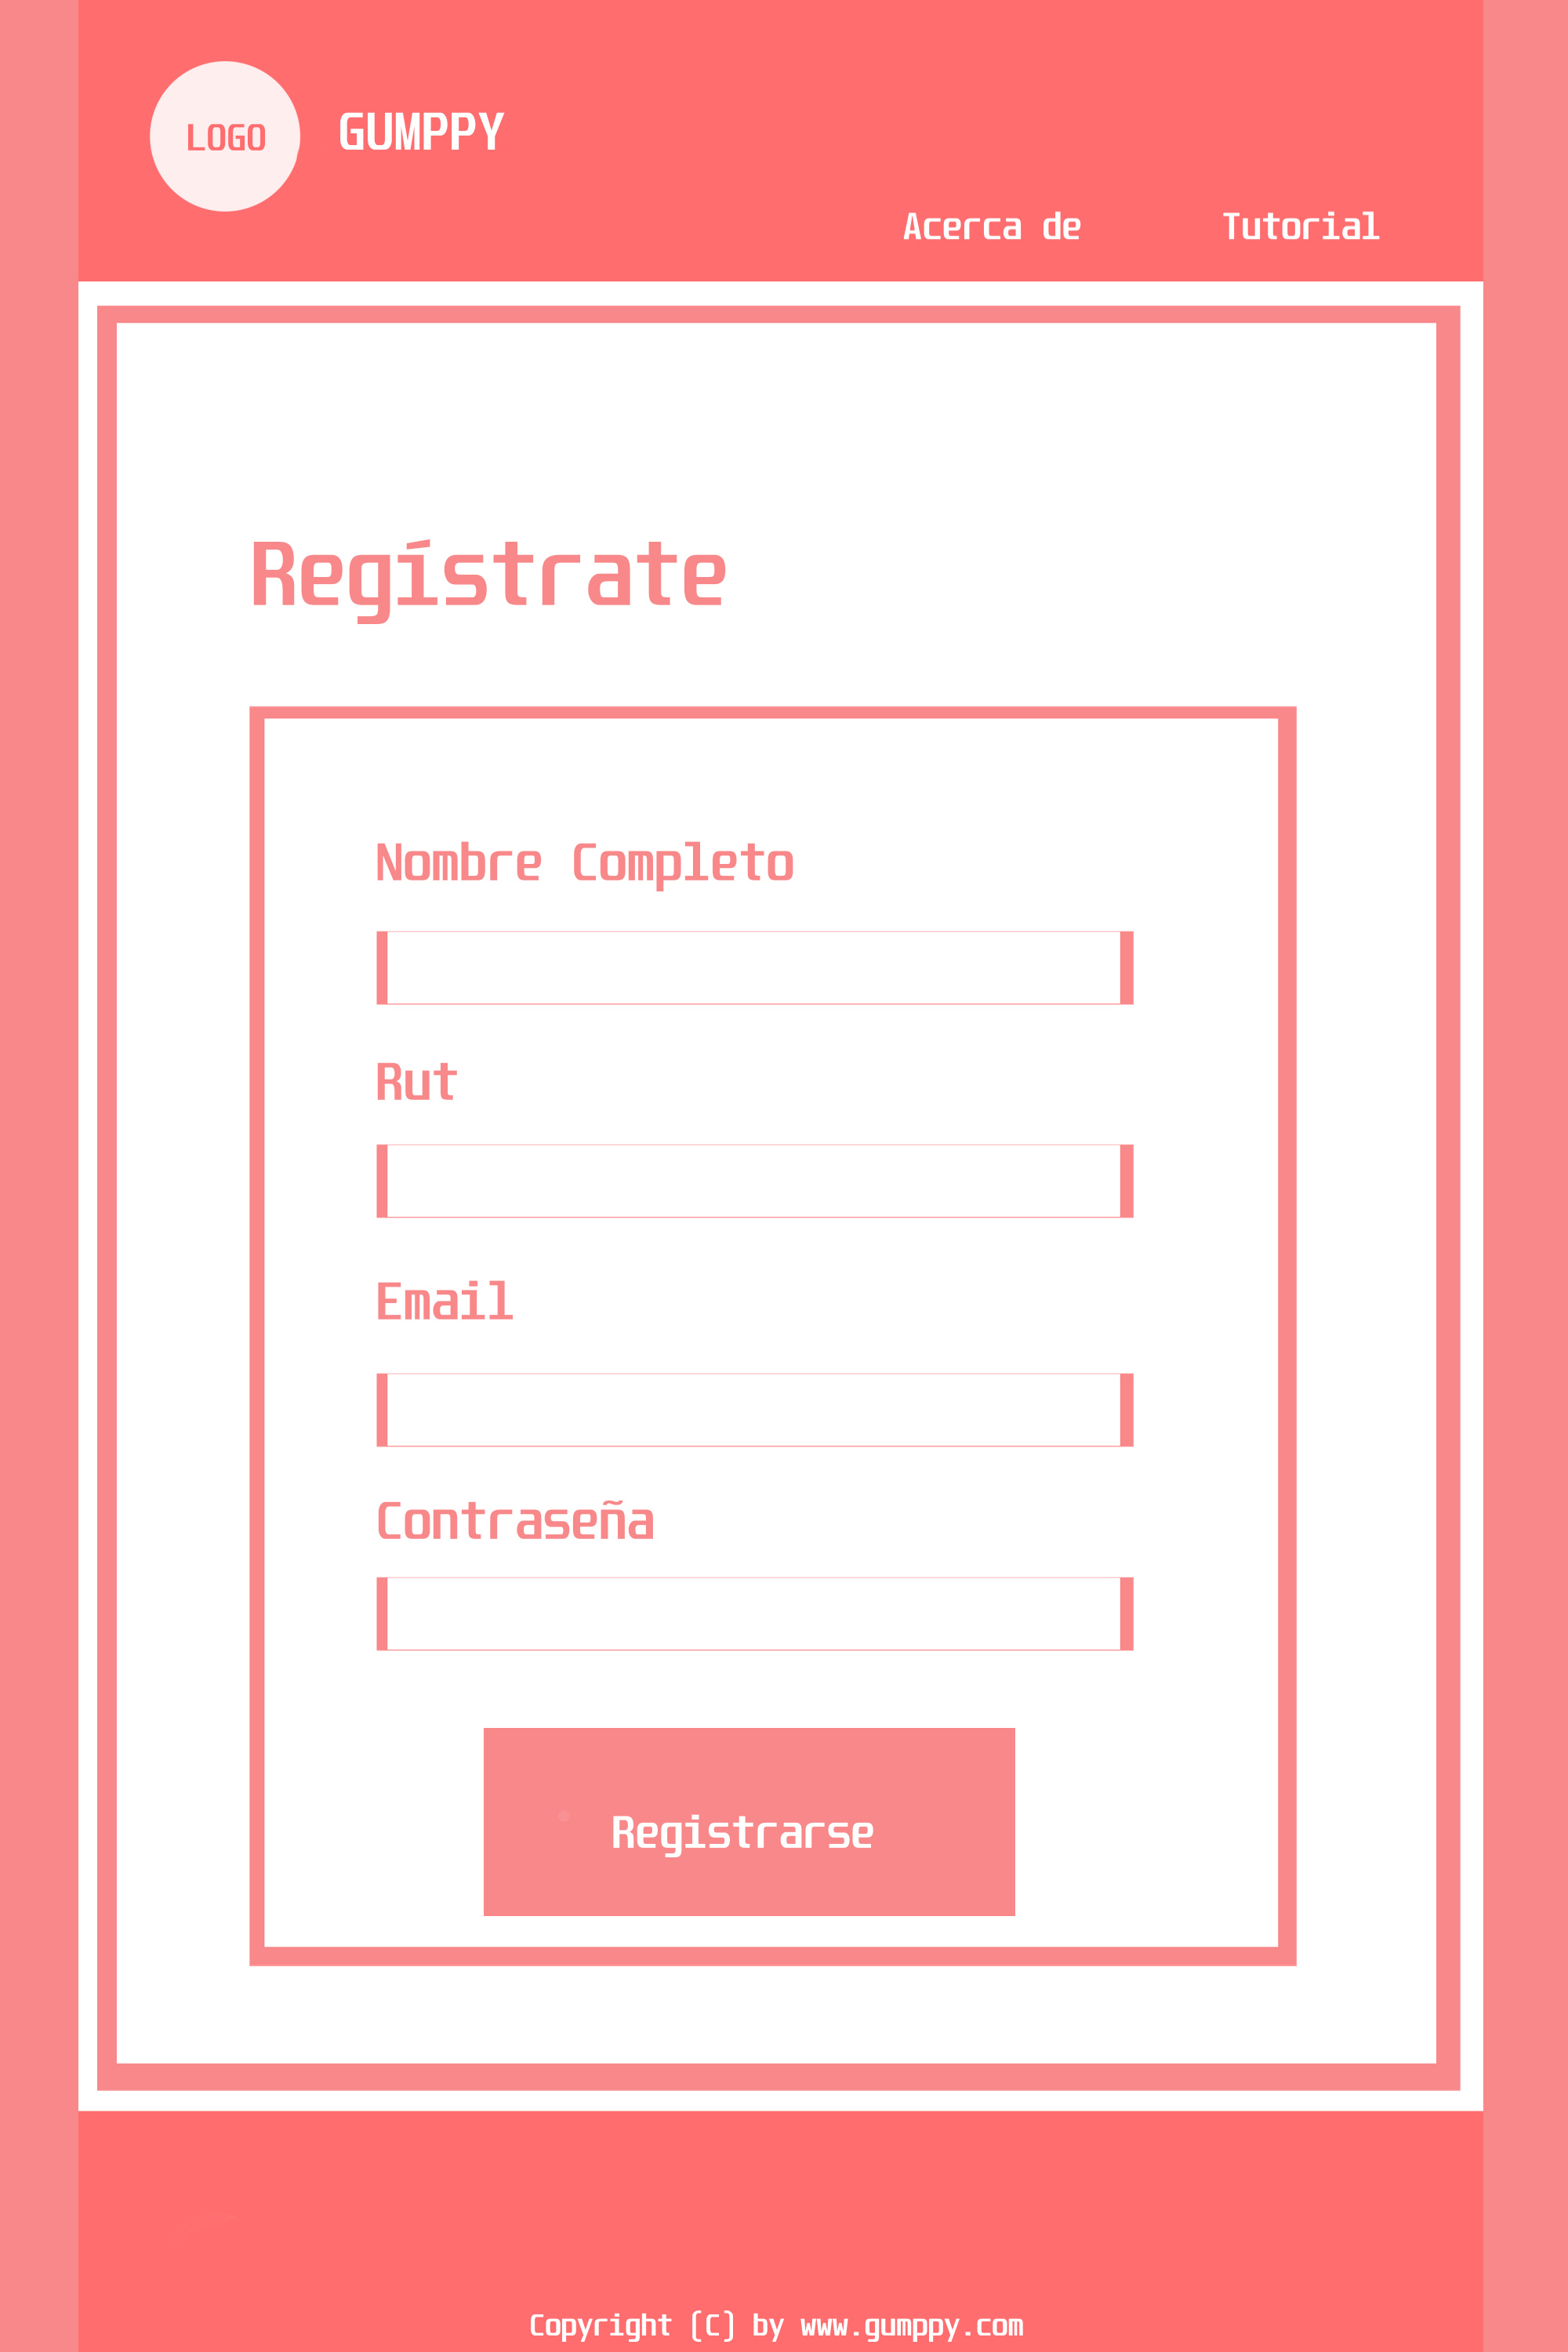 LOGO
GUMPPY
Acerca de
Tutorial
Regístrate
Nombre Completo
Rut
Email
Contraseña
Registrarse
Copyright (C) by www.gumppy.com